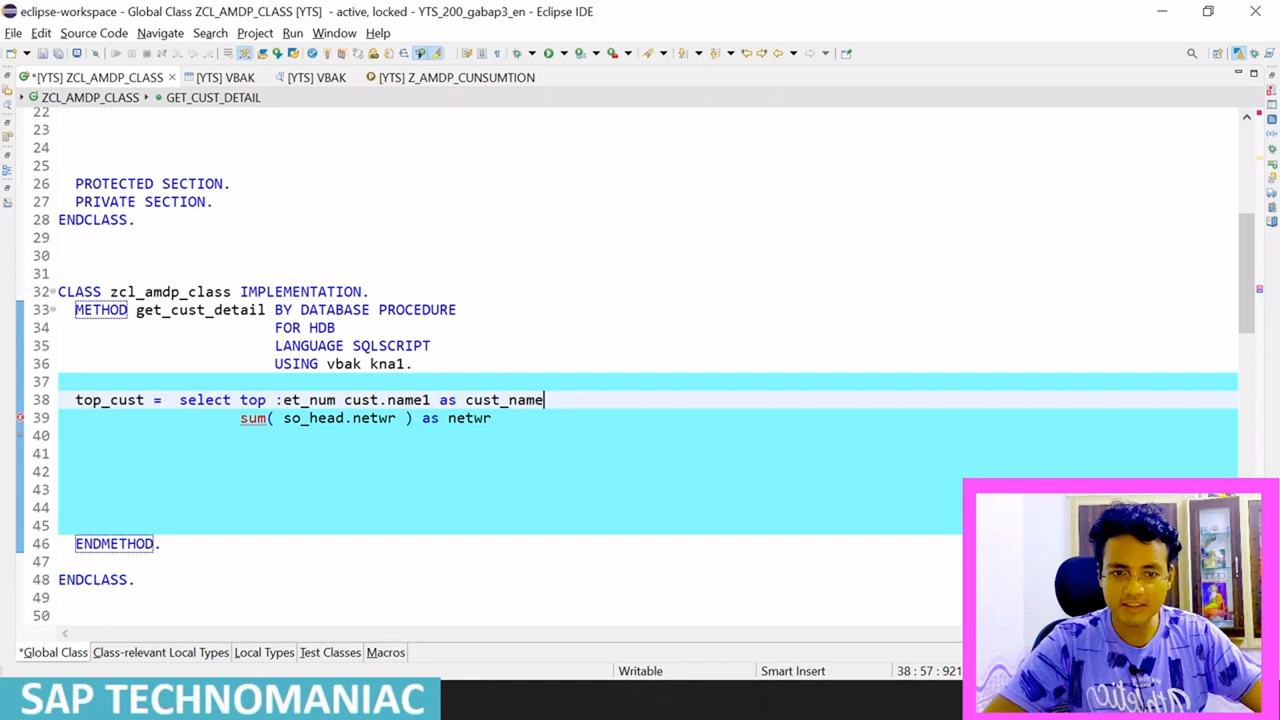 eclipse-workspace - Global Class ZCL_AMDP_CLASS [YTS]  - active, locked - YTS_200_gabap3_en - Eclipse IDE
File Edit Source Code Navigate Search Project Run Window Help
*[YTS] ZCL_AMDP_CLASS [YTS] VBAK [YTS] VBAK [YTS] Z_AMDP_CUNSUMTION
ZCL_AMDP_CLASS GET_CUST_DETAIL
22
23
24
25
26 PROTECTED SECTION.
27 PRIVATE SECTION.
28 ENDCLASS.
29
30
31
32 CLASS zcl_amdp_class IMPLEMENTATION.
33 METHOD get_cust_detail BY DATABASE PROCEDURE
34 FOR HDB
35 LANGUAGE SQLSCRIPT
36 USING vbak kna1.
37
38 top_cust =  select top :et_num cust.name1 as cust_name
39 sum( so_head.netwr ) as netwr
40
41
42
43
44
45
46 ENDMETHOD.
47
48 ENDCLASS.
49
50
*Global Class Class-relevant Local Types Local Types Test Classes Macros
Writable Smart Insert 38 : 57 : 921
SAP TECHNOMANIAC